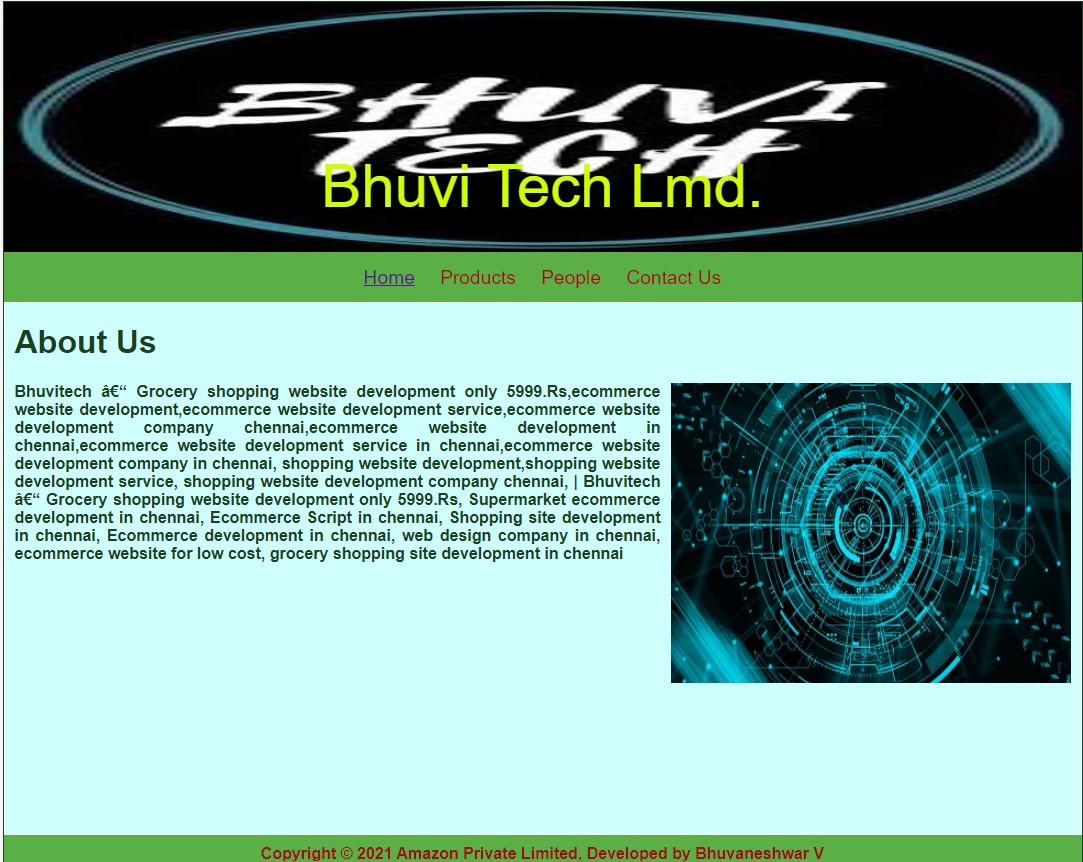 BHUVI
TECH
Bhuvi Tech Lmd.
Home Products People Contact Us
About Us
Bhuvitech â€“ Grocery shopping website development only 5999.Rs,ecommerce
website development,ecommerce website development service,ecommerce website
development company chennai,ecommerce website development in
chennai,ecommerce website development service in chennai,ecommerce website
development company in chennai, shopping website development,shopping website
development service, shopping website development company chennai, | Bhuvitech
â€“ Grocery shopping website development only 5999.Rs, Supermarket ecommerce
development in chennai, Ecommerce Script in chennai, Shopping site development
in chennai, Ecommerce development in chennai, web design company in chennai,
ecommerce website for low cost, grocery shopping site development in chennai
Copyright © 2021 Amazon Private Limited, Developed by Bhuvaneshwar V